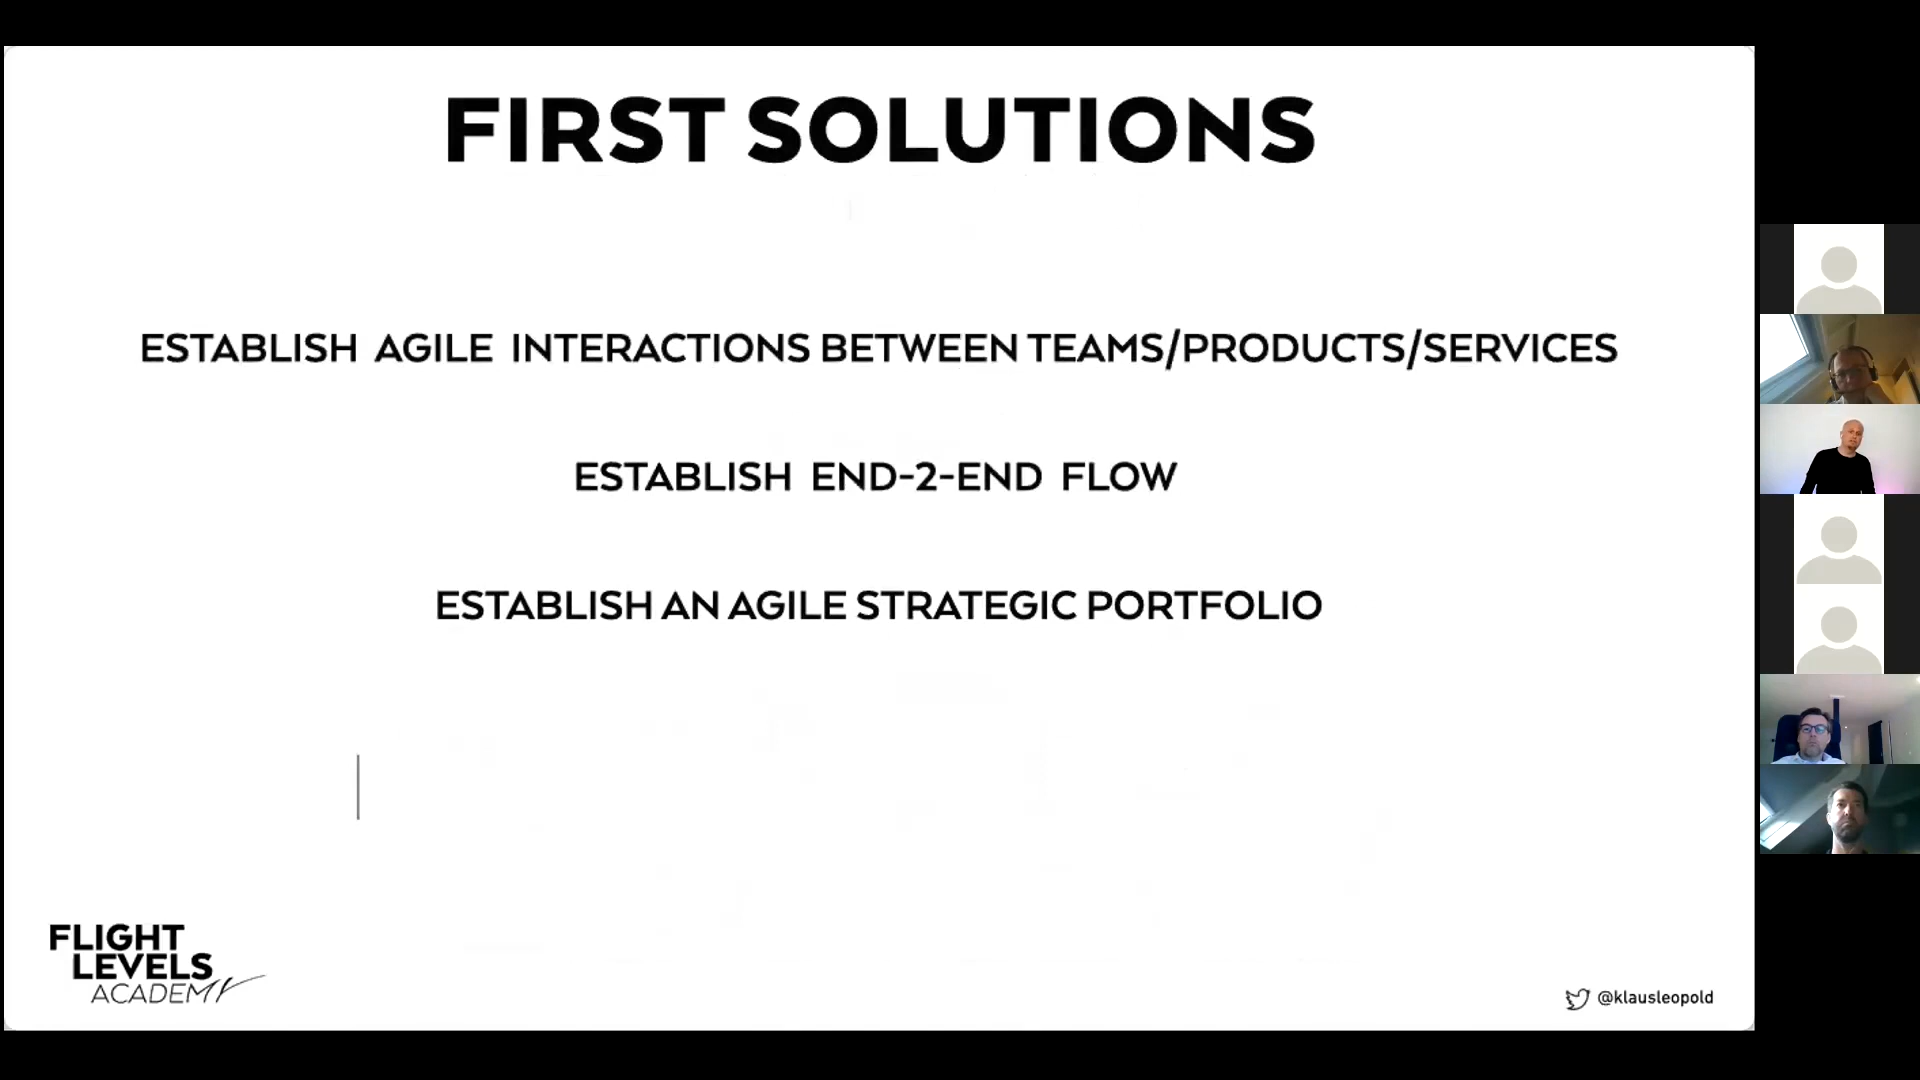 FIRST SOLUTIONS
ESTABLISH AGILE INTERACTIONS BETWEEN TEAMS/PRODUCTS/SERVICES
ESTABLISH END-2-END FLOW
ESTABLISH AN AGILE STRATEGIC PORTFOLIO
FLIGHT
LEVELS
ACADEMY
@klausleopold